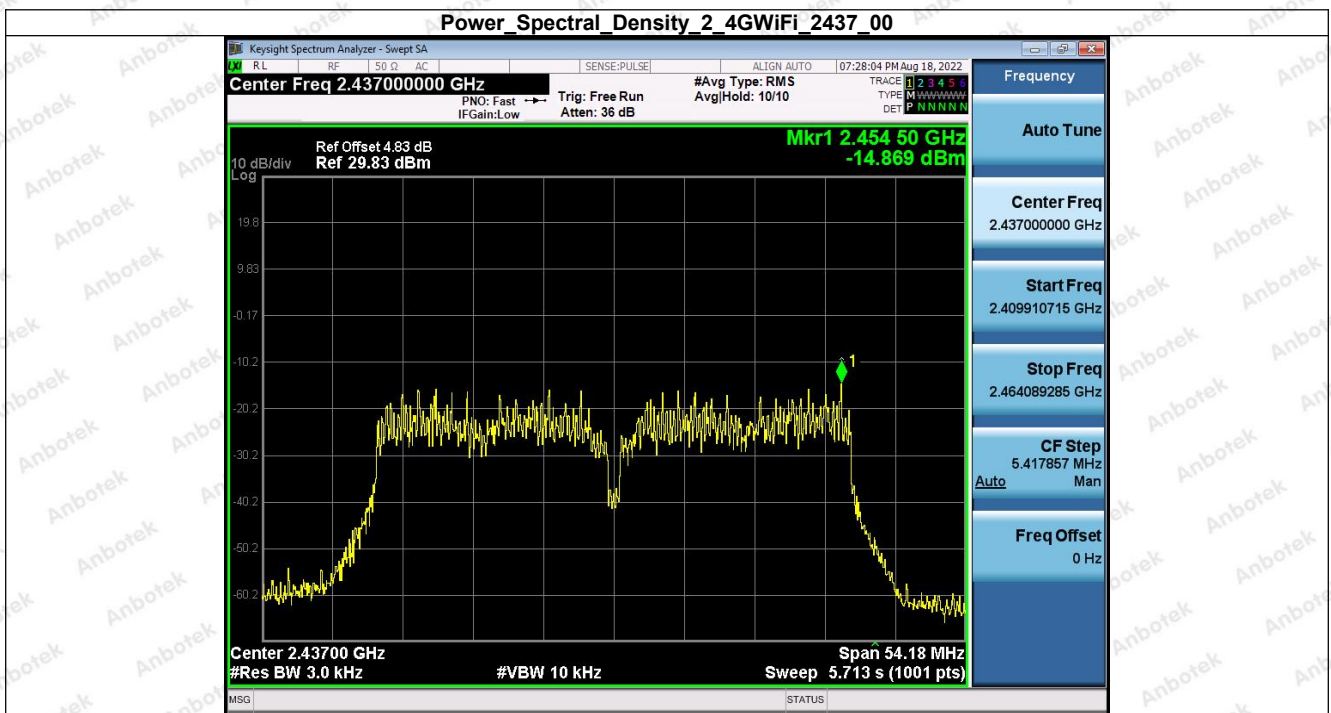 Power_Spectral_Density_2_4GWiFi_2437_00
Keysight Spectrum Analyzer - Swept SA
RL RF 50 Ω AC SENSE:PULSE ALIGN AUTO 07:28:04 PM Aug 18, 2022
Center Freq 2.437000000 GHz
PNO: Fast
IFGain:Low
Trig: Free Run
Atten: 36 dB
#Avg Type: RMS
Avg|Hold: 10/10
TRACE 1 2 3 4 5 6
TYPE M WWWWW
DET P N N N N N
Frequency
Auto Tune
Center Freq
2.437000000 GHz
Start Freq
2.409910715 GHz
Stop Freq
2.464089285 GHz
CF Step
5.417857 MHz
Auto Man
Freq Offset
0 Hz
Mkr1 2.454 50 GHz
-14.869 dBm
Ref Offset 4.83 dB
10 dB/div Ref 29.83 dBm
Log
19.8
9.83
-0.17
-10.2
1
-20.2
-30.2
-40.2
-50.2
-60.2
Center 2.43700 GHz Span 54.18 MHz
#Res BW 3.0 kHz #VBW 10 kHz Sweep 5.713 s (1001 pts)
MSG STATUS
Anbotek